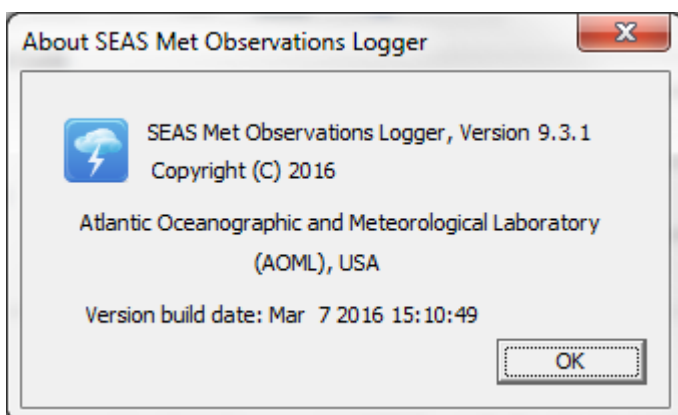 About SEAS Met Observations Logger
SEAS Met Observations Logger, Version 9.3.1
Copyright (C) 2016
Atlantic Oceanographic and Meteorological Laboratory
(AOML), USA
Version build date: Mar  7 2016 15:10:49
OK